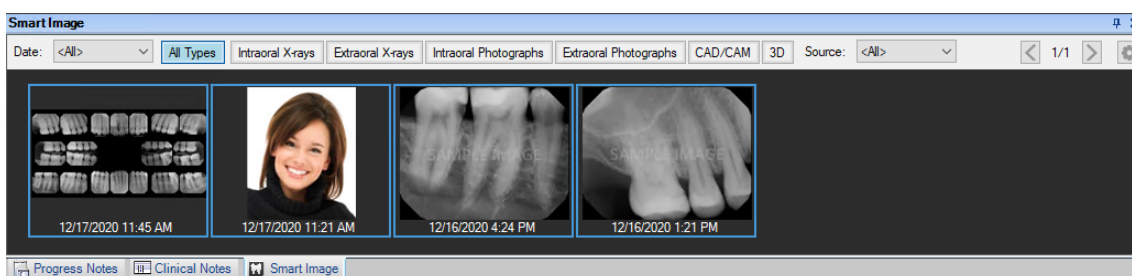 Smart Image
Date: <All> All Types Intraoral X-rays Extraoral X-rays Intraoral Photographs Extraoral Photographs CAD/CAM 3D Source: <All> 1/1
SAMPLE IMAGE SAMPLE IMAGE
12/17/2020 11:45 AM 12/17/2020 11:21 AM 12/16/2020 4:24 PM 12/16/2020 1:21 PM
Progress Notes Clinical Notes Smart Image